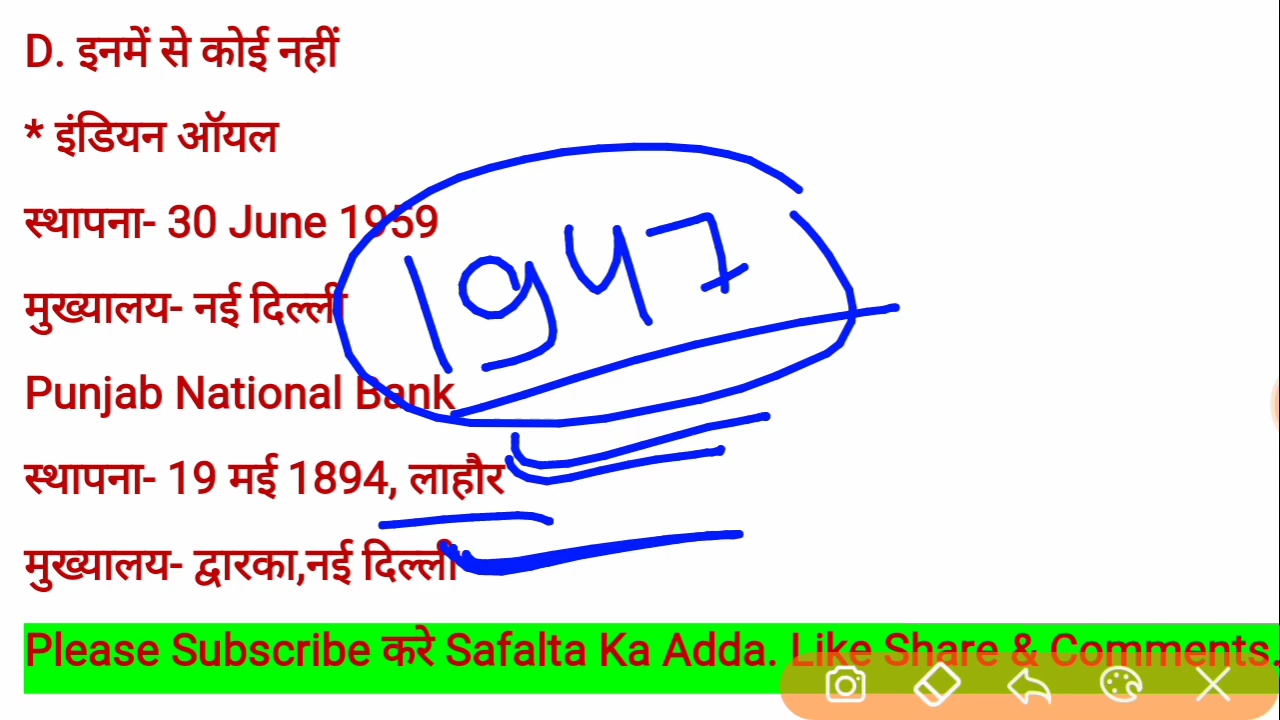 D. इनमें से कोई नहीं
* इंडियन ऑयल
स्थापना- 30 June 1959
1947
मुख्यालय- नई दिल्ली
Punjab National Bank
स्थापना- 19 मई 1894, लाहौर
मुख्यालय- द्वारका,नई दिल्ली
Please Subscribe करे Safalta Ka Adda. Like Share & Comments.